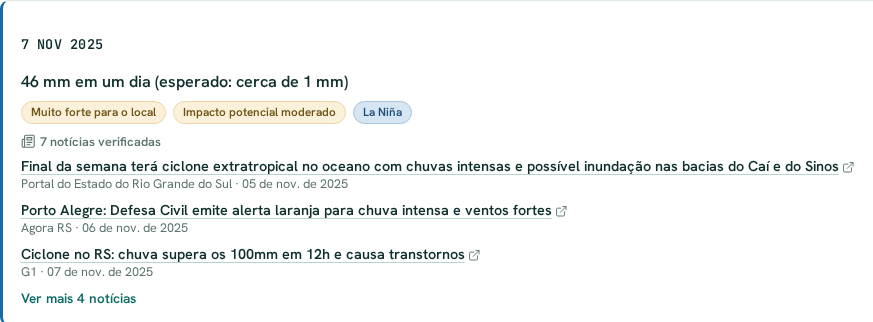 7 NOV 2025
46 mm em um dia (esperado: cerca de 1 mm)
Muito forte para o local Impacto potencial moderado La Niña
7 notícias verificadas
Final da semana terá ciclone extratropical no oceano com chuvas intensas e possível inundação nas bacias do Caí e do Sinos
Portal do Estado do Rio Grande do Sul · 05 de nov. de 2025
Porto Alegre: Defesa Civil emite alerta laranja para chuva intensa e ventos fortes
Agora RS · 06 de nov. de 2025
Ciclone no RS: chuva supera os 100mm em 12h e causa transtornos
G1 · 07 de nov. de 2025
Ver mais 4 notícias